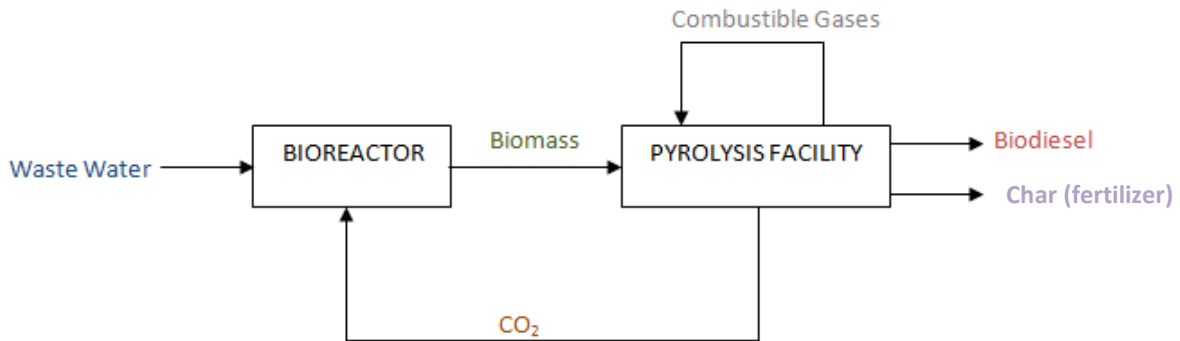 Combustible Gases
BIOREACTOR
Biomass
PYROLYSIS FACILITY
Biodiesel
Waste Water
Char (fertilizer)
CO₂